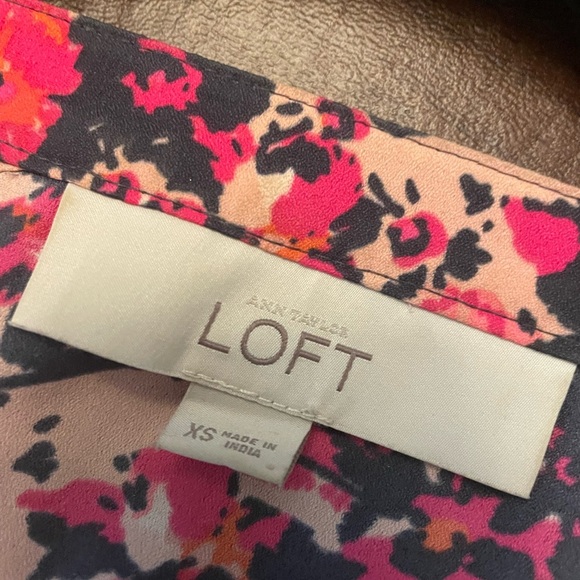 ANN TAYLOR
LOFT
XS MADE IN
INDIA